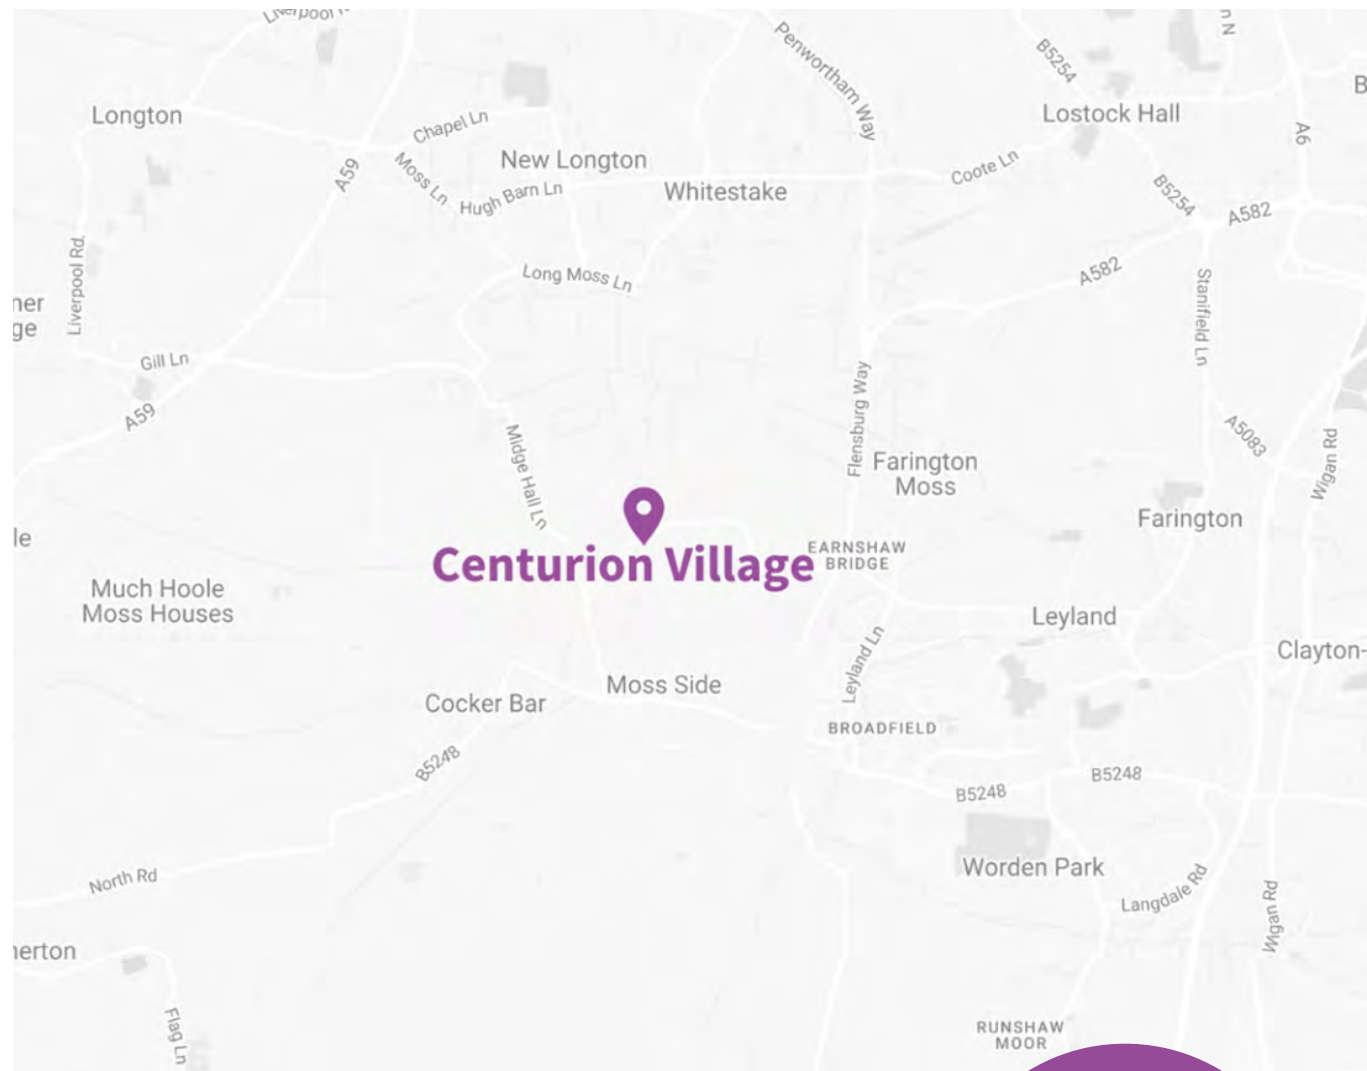 Longton
Chapel Ln
Penwortham Way
B5254
Lostock Hall
A6
New Longton
A59
Moss Ln
Hugh Barn Ln
Whitestake
Coote Ln
B5254
A582
Liverpool Rd
Long Moss Ln
A582
Stanifield Ln
Gill Ln
A59
Flensburg Way
Midge Hall Ln
Farington
Moss
A5083
Wigan Rd
Farington
Centurion Village
EARNSHAW
BRIDGE
Much Hoole
Moss Houses
Leyland
Leyland Ln
Clayton-
Moss Side
Cocker Bar
BROADFIELD
B5248
B5248
B5248
Worden Park
North Rd
Langdale Rd
Wigan Rd
Flag Ln
RUNSHAW
MOOR